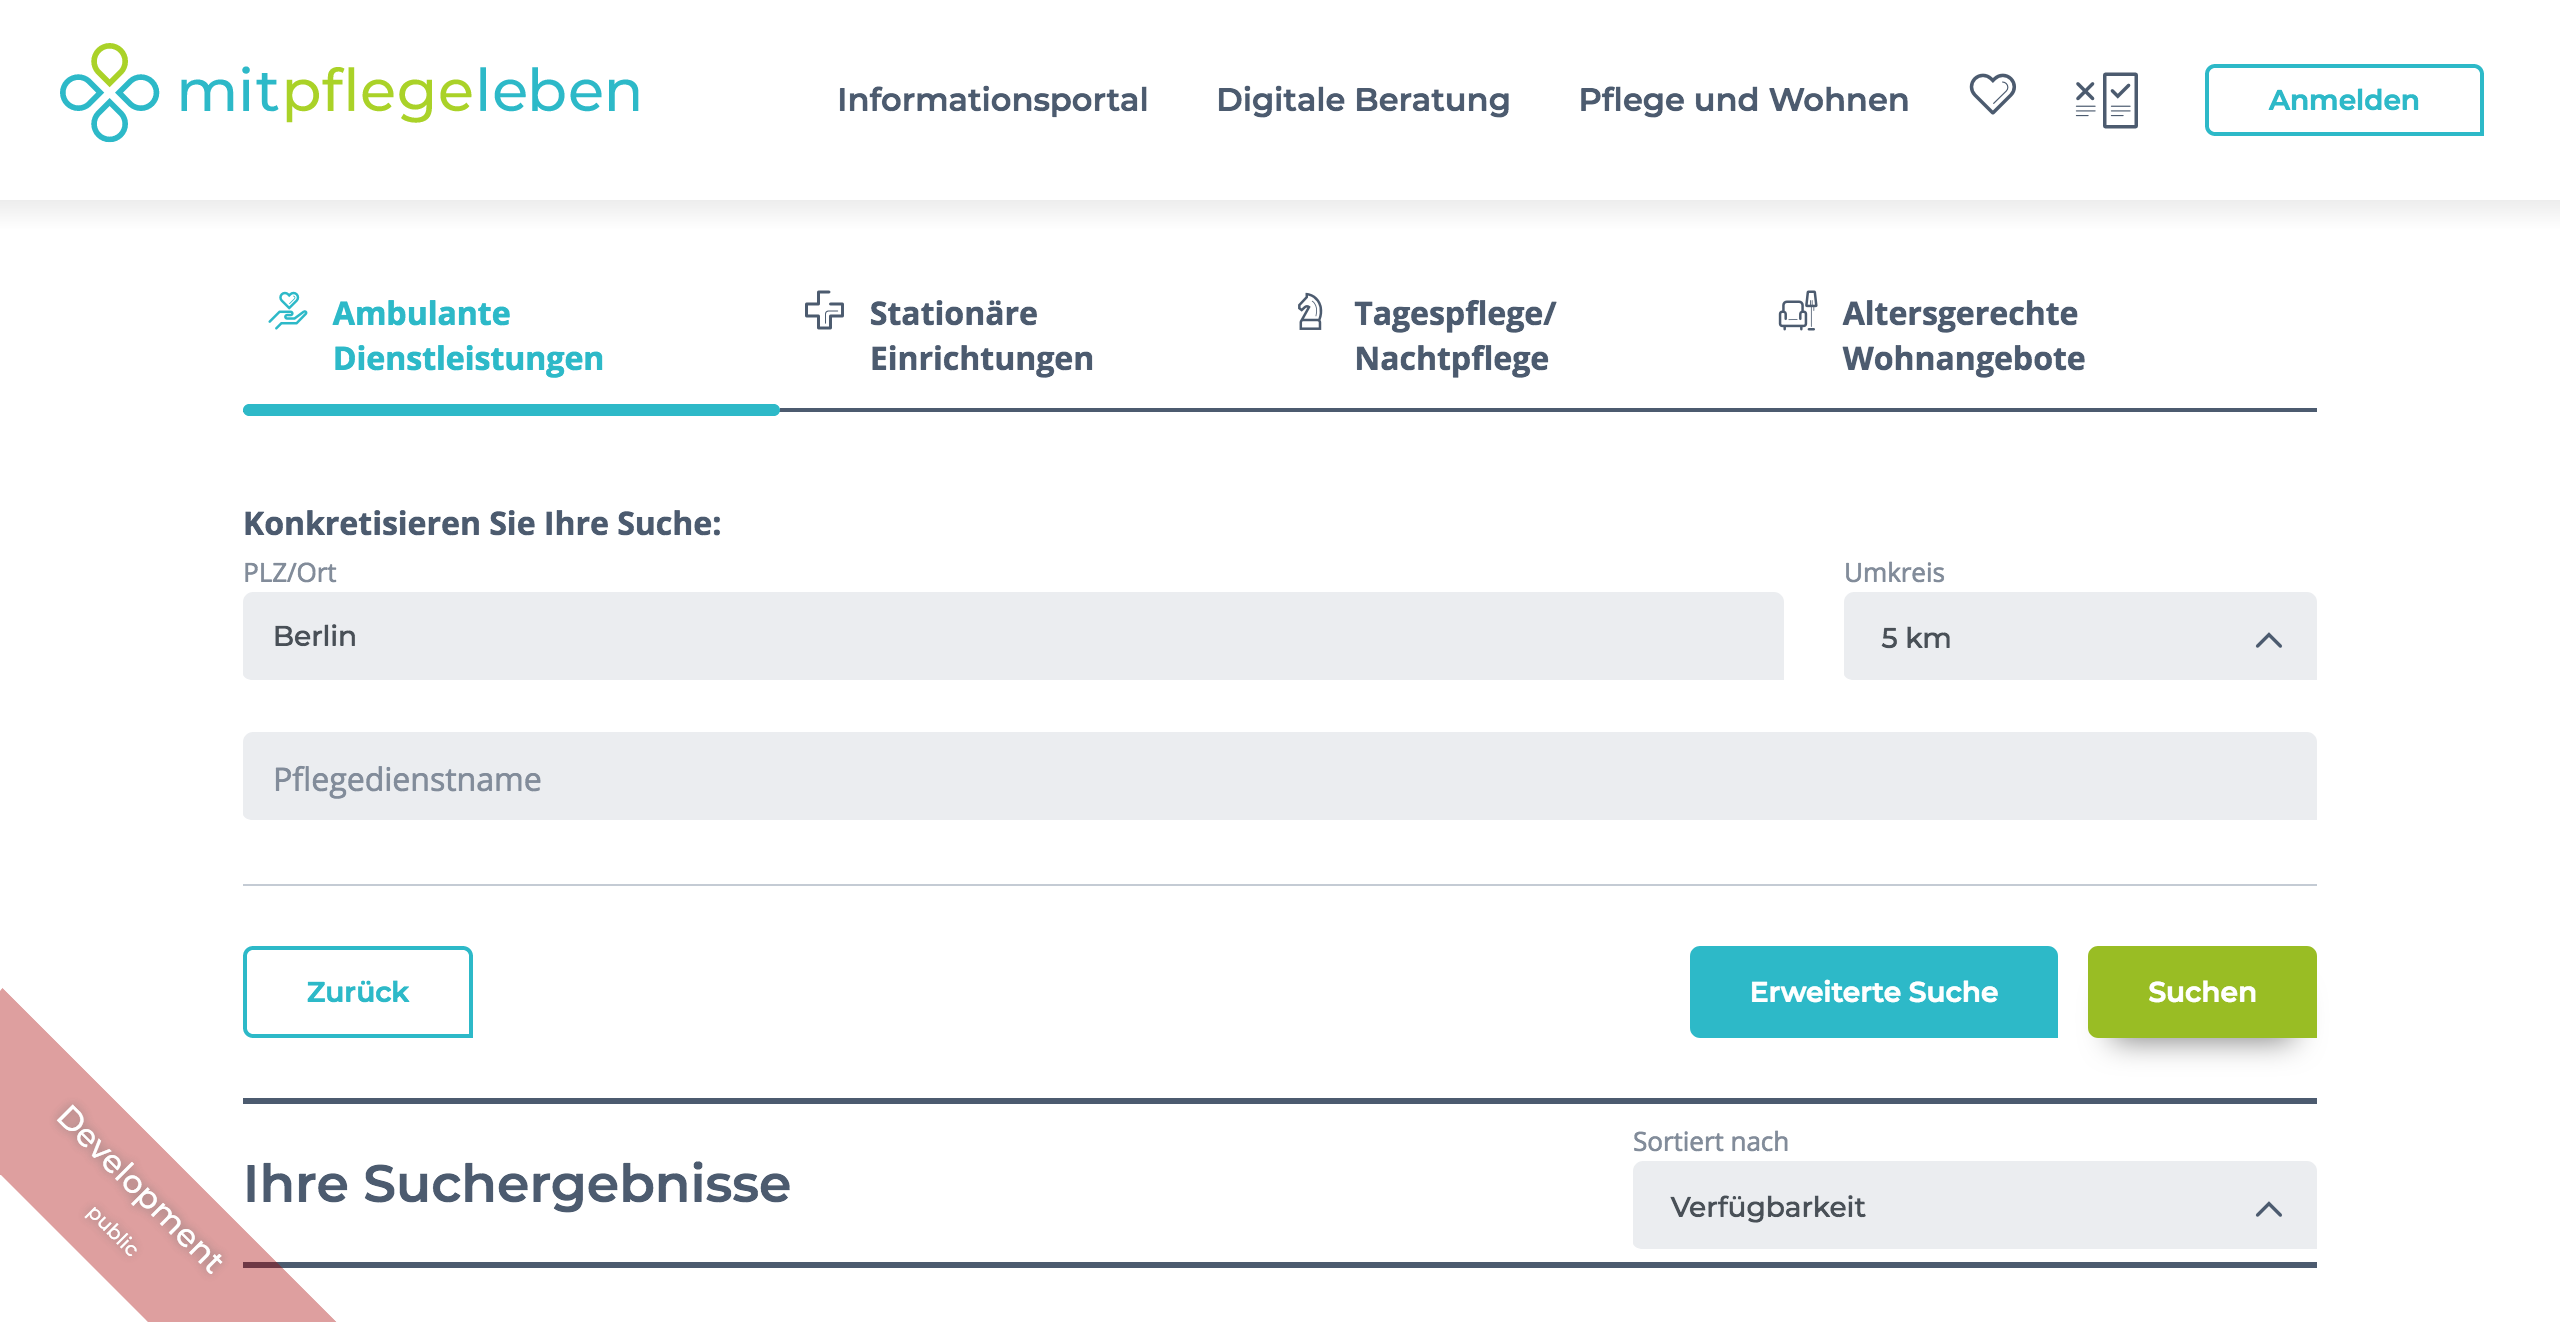 mitpflegeleben
Informationsportal
Digitale Beratung
Pflege und Wohnen
Anmelden
Ambulante
Dienstleistungen
Stationäre
Einrichtungen
Tagespflege/
Nachtpflege
Altersgerechte
Wohnangebote
Konkretisieren Sie Ihre Suche:
PLZ/Ort
Umkreis
Berlin
5 km
Pflegedienstname
Zurück
Erweiterte Suche
Suchen
Sortiert nach
Ihre Suchergebnisse
Verfügbarkeit
Development
public